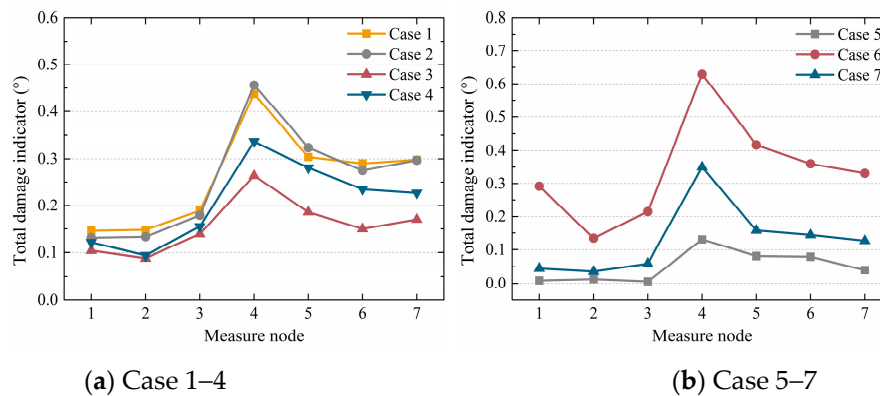 0.6
0.5
0.4
0.3
0.2
0.1
0.0
Total damage indicator (°)
Case 1
Case 2
Case 3
Case 4
1 2 3 4 5 6 7
Measure node
(a) Case 1–4
0.8
0.7
0.6
0.5
0.4
0.3
0.2
0.1
0.0
Total damage indicator (°)
Case 5
Case 6
Case 7
1 2 3 4 5 6 7
Measure node
(b) Case 5–7